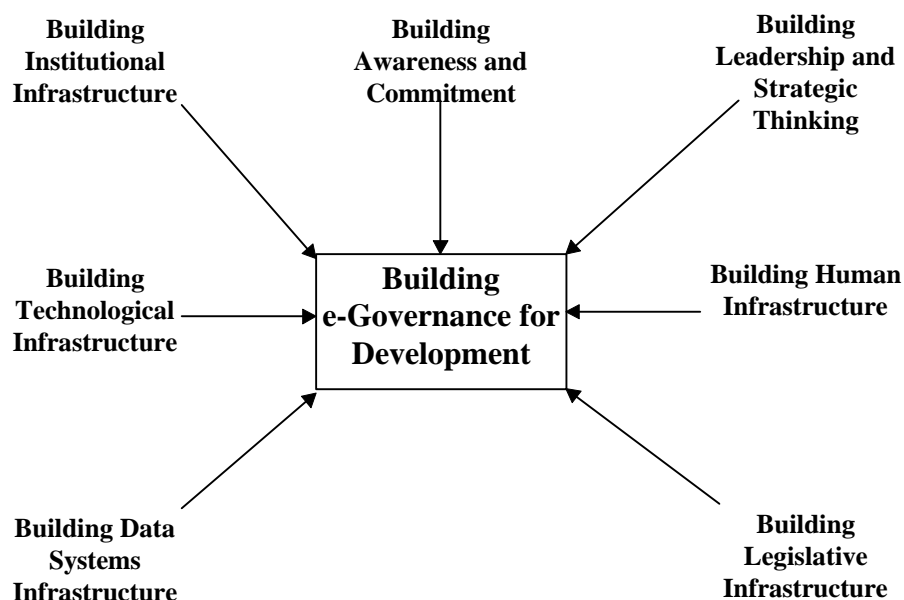 Building
Institutional
Infrastructure
Building
Awareness and
Commitment
Building
Leadership and
Strategic
Thinking
Building
Technological
Infrastructure
Building
e-Governance for
Development
Building Human
Infrastructure
Building Data
Systems
Infrastructure
Building
Legislative
Infrastructure